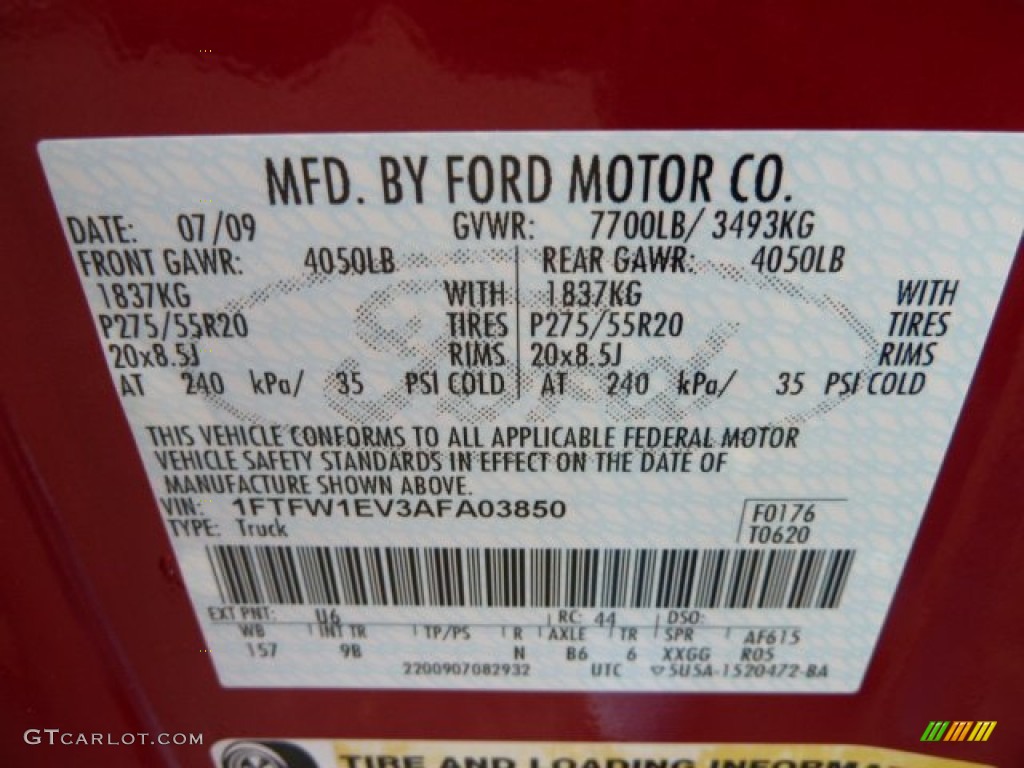 MFD. BY FORD MOTOR CO.
DATE: 07/09 GVWR: 7700LB/ 3493KG
FRONT GAWR: 4050LB REAR GAWR: 4050LB
1837KG WITH 1837KG WITH
P275/55R20 TIRES P275/55R20 TIRES
20x8.5J RIMS 20x8.5J RIMS
AT 240 kPa/ 35 PSI COLD AT 240 kPa/ 35 PSI COLD
THIS VEHICLE CONFORMS TO ALL APPLICABLE FEDERAL MOTOR
VEHICLE SAFETY STANDARDS IN EFFECT ON THE DATE OF
MANUFACTURE SHOWN ABOVE.
VIN: 1FTFW1EV3AFA03850 F0176
TYPE: Truck T0620
EXT PNT: U6 RC: 44 DSO:
WB INT TR TP/PS R AXLE TR SPR AF615
157 9B N B6 6 XXGG R05
2200907082932 UTC 5U5A-1520472-BA
GTCARLOT.COM
TIRE AND LOADING